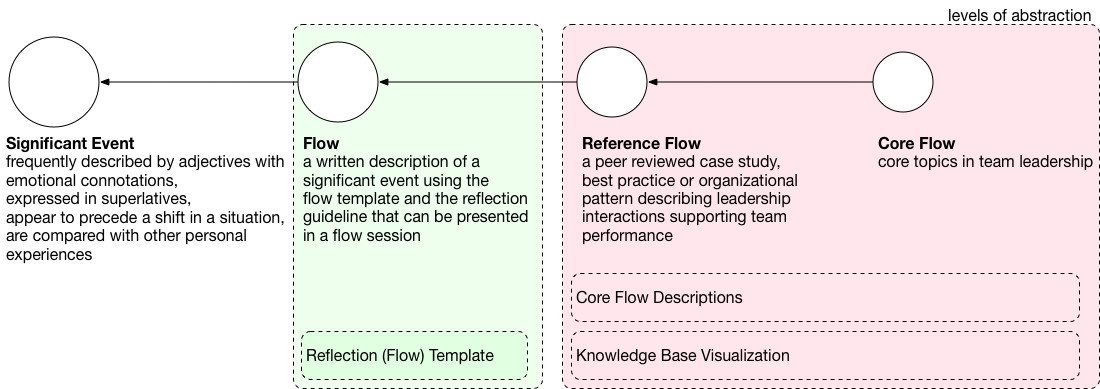 levels of abstraction
Significant Event
frequently described by adjectives with
emotional connotations,
expressed in superlatives,
appear to precede a shift in a situation,
are compared with other personal
experiences
Flow
a written description of a
significant event using the
flow template and the reflection
guideline that can be presented
in a flow session
Reflection (Flow) Template
Reference Flow
a peer reviewed case study,
best practice or organizational
pattern describing leadership
interactions supporting team
performance
Core Flow
core topics in team leadership
Core Flow Descriptions
Knowledge Base Visualization